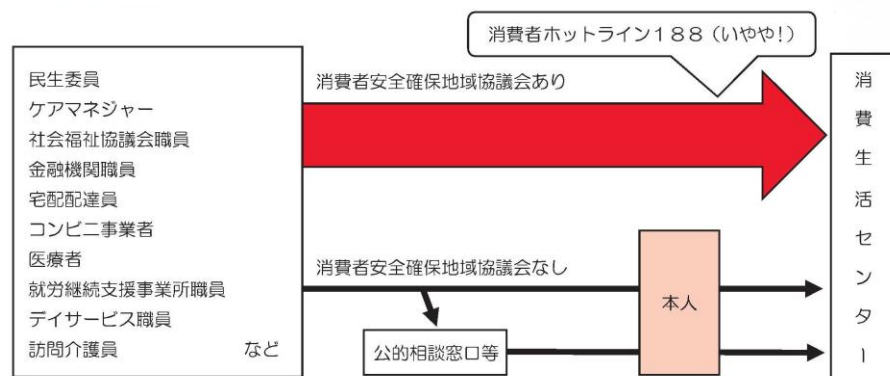 消費者ホットライン188（いやや!）
民生委員
ケアマネジャー
社会福祉協議会職員
金融機関職員
宅配配達員
コンビニ事業者
医療者
就労継続支援事業所職員
デイサービス職員
訪問介護員　など
消費者安全確保地域協議会あり
消費者安全確保地域協議会なし
公的相談窓口等
本人
消費生活センター